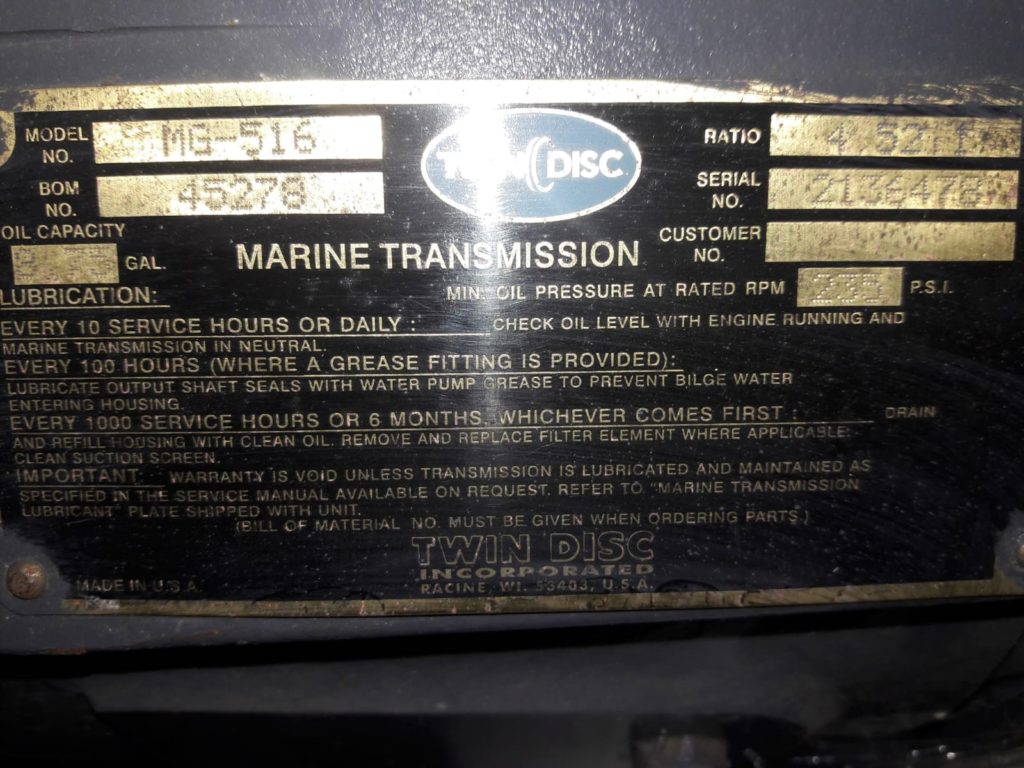 MODEL NO. MG-516
TWIN DISC
RATIO 4.52:1
BOM NO. 45278
SERIAL NO. 2136478
OIL CAPACITY
GAL.
MARINE TRANSMISSION
CUSTOMER NO.
LUBRICATION:
MIN. OIL PRESSURE AT RATED RPM 235 P.S.I.
EVERY 10 SERVICE HOURS OR DAILY : CHECK OIL LEVEL WITH ENGINE RUNNING AND
MARINE TRANSMISSION IN NEUTRAL.
EVERY 100 HOURS (WHERE A GREASE FITTING IS PROVIDED):
LUBRICATE OUTPUT SHAFT SEALS WITH WATER PUMP GREASE TO PREVENT BILGE WATER
ENTERING HOUSING.
EVERY 1000 SERVICE HOURS OR 6 MONTHS, WHICHEVER COMES FIRST : DRAIN
AND REFILL HOUSING WITH CLEAN OIL. REMOVE AND REPLACE FILTER ELEMENT WHERE APPLICABLE.
CLEAN SUCTION SCREEN.
IMPORTANT: WARRANTY IS VOID UNLESS TRANSMISSION IS LUBRICATED AND MAINTAINED AS
SPECIFIED IN THE SERVICE MANUAL AVAILABLE ON REQUEST. REFER TO "MARINE TRANSMISSION
LUBRICANT" PLATE SHIPPED WITH UNIT.
(BILL OF MATERIAL NO. MUST BE GIVEN WHEN ORDERING PARTS.)
TWIN DISC
INCORPORATED
RACINE, WI. 53403, U.S.A.
MADE IN U.S.A.